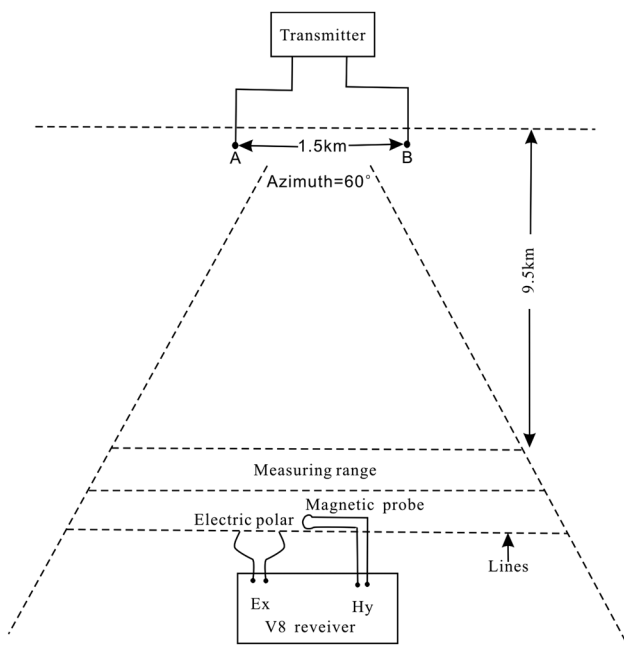 Transmitter
1.5km
A
B
Azimuth=60°
9.5km
Measuring range
Magnetic probe
Electric polar
Lines
Ex
Hy
V8 reveiver